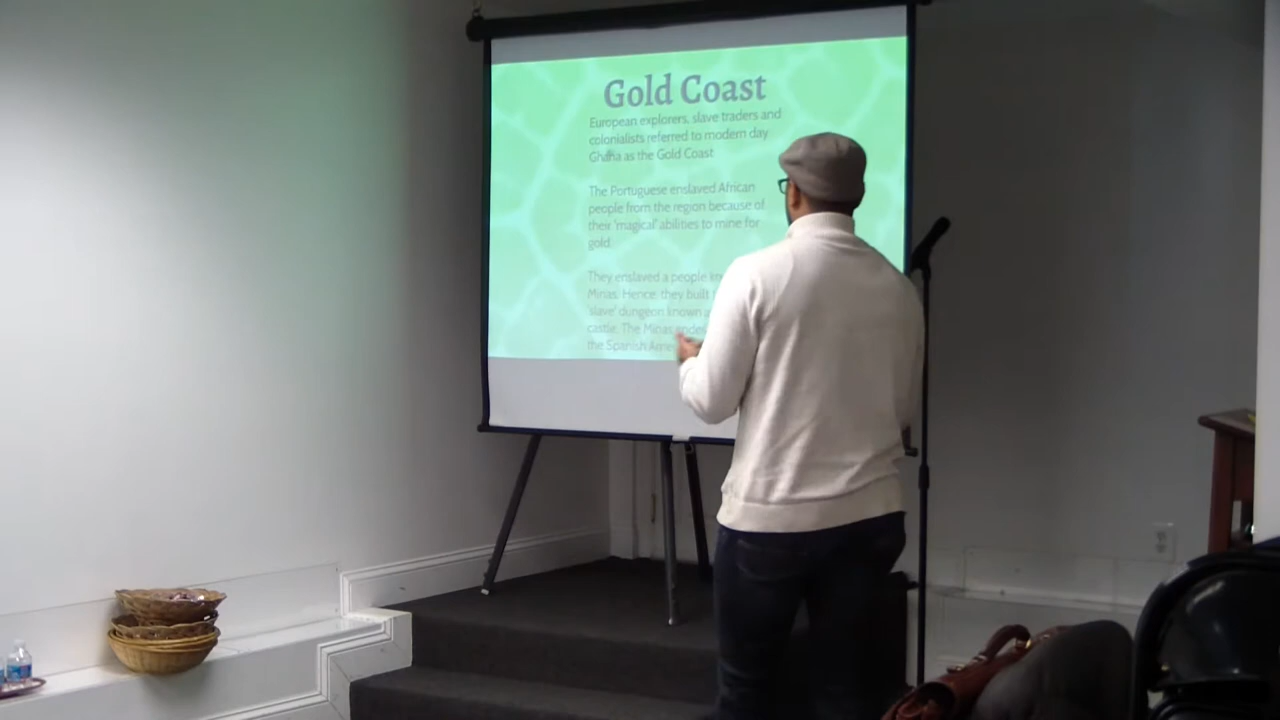 Gold Coast
European explorers, slave traders and
colonialists referred to modern day
Ghana as the Gold Coast
The Portuguese enslaved African
people from the region because of
their 'magical' abilities to mine for
gold.
They enslaved a people
Minas. Hence, they built
'slave' dungeon known
castle. The Minas
the Spanish